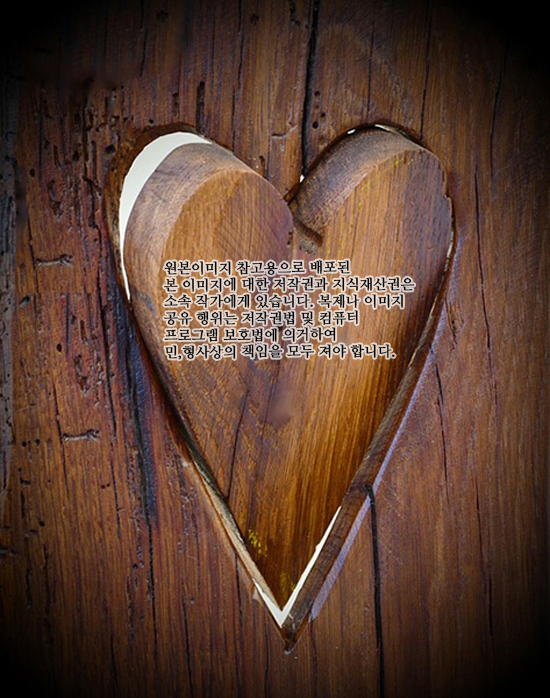 원본이미지 참고용으로 배포된
본 이미지에 대한 저작권과 지식재산권은
소속 작가에게 있습니다. 복제나 이미지
공유 행위는 저작권법 및 컴퓨터
프로그램 보호법에 의거하여
민,형사상의 책임을 모두 져야 합니다.